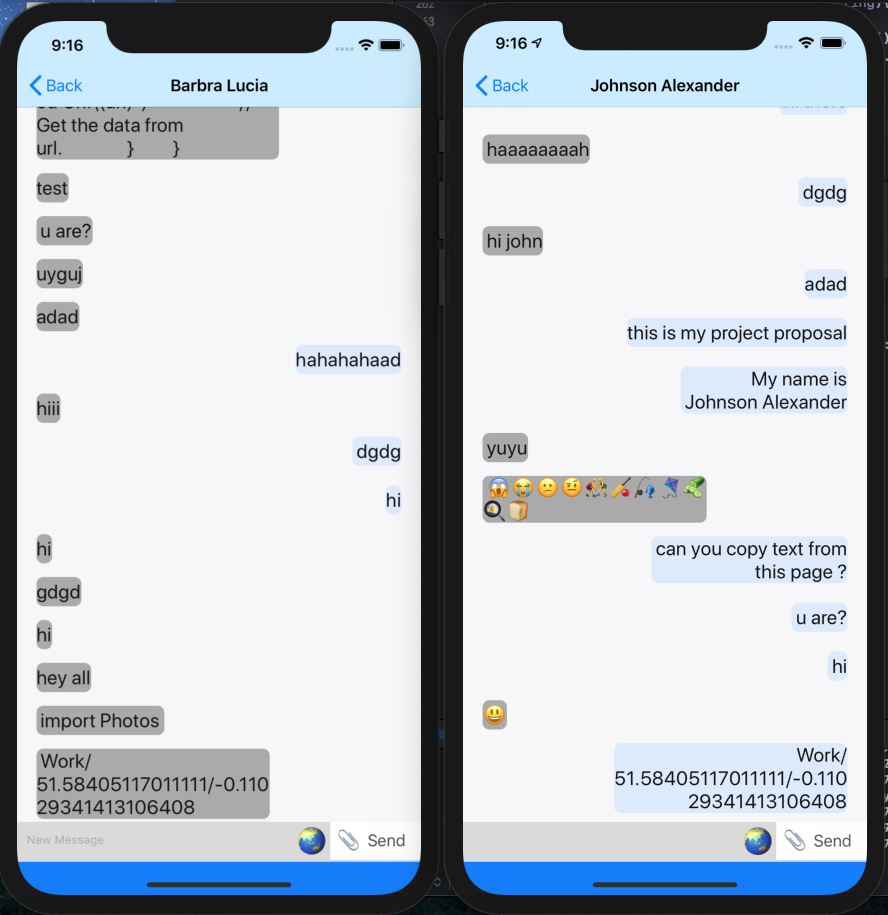 262
63
9:16
Back
Barbra Lucia
Get the data from
url. } }
test
u are?
uyguj
adad
hahahahaad
hiii
dgdg
hi
hi
gdgd
hi
hey all
import Photos
Work/
51.58405117011111/-0.110
29341413106408
New Message
Send
9:16
Back
Johnson Alexander
haaaaaaaah
dgdg
hi john
adad
this is my project proposal
My name is
Johnson Alexander
yuyu
😱😭😕🤨🤼🏏🎣🪁🥒
🍳🍞
can you copy text from
this page ?
u are?
hi
😃
Work/
51.58405117011111/-0.110
29341413106408
Send